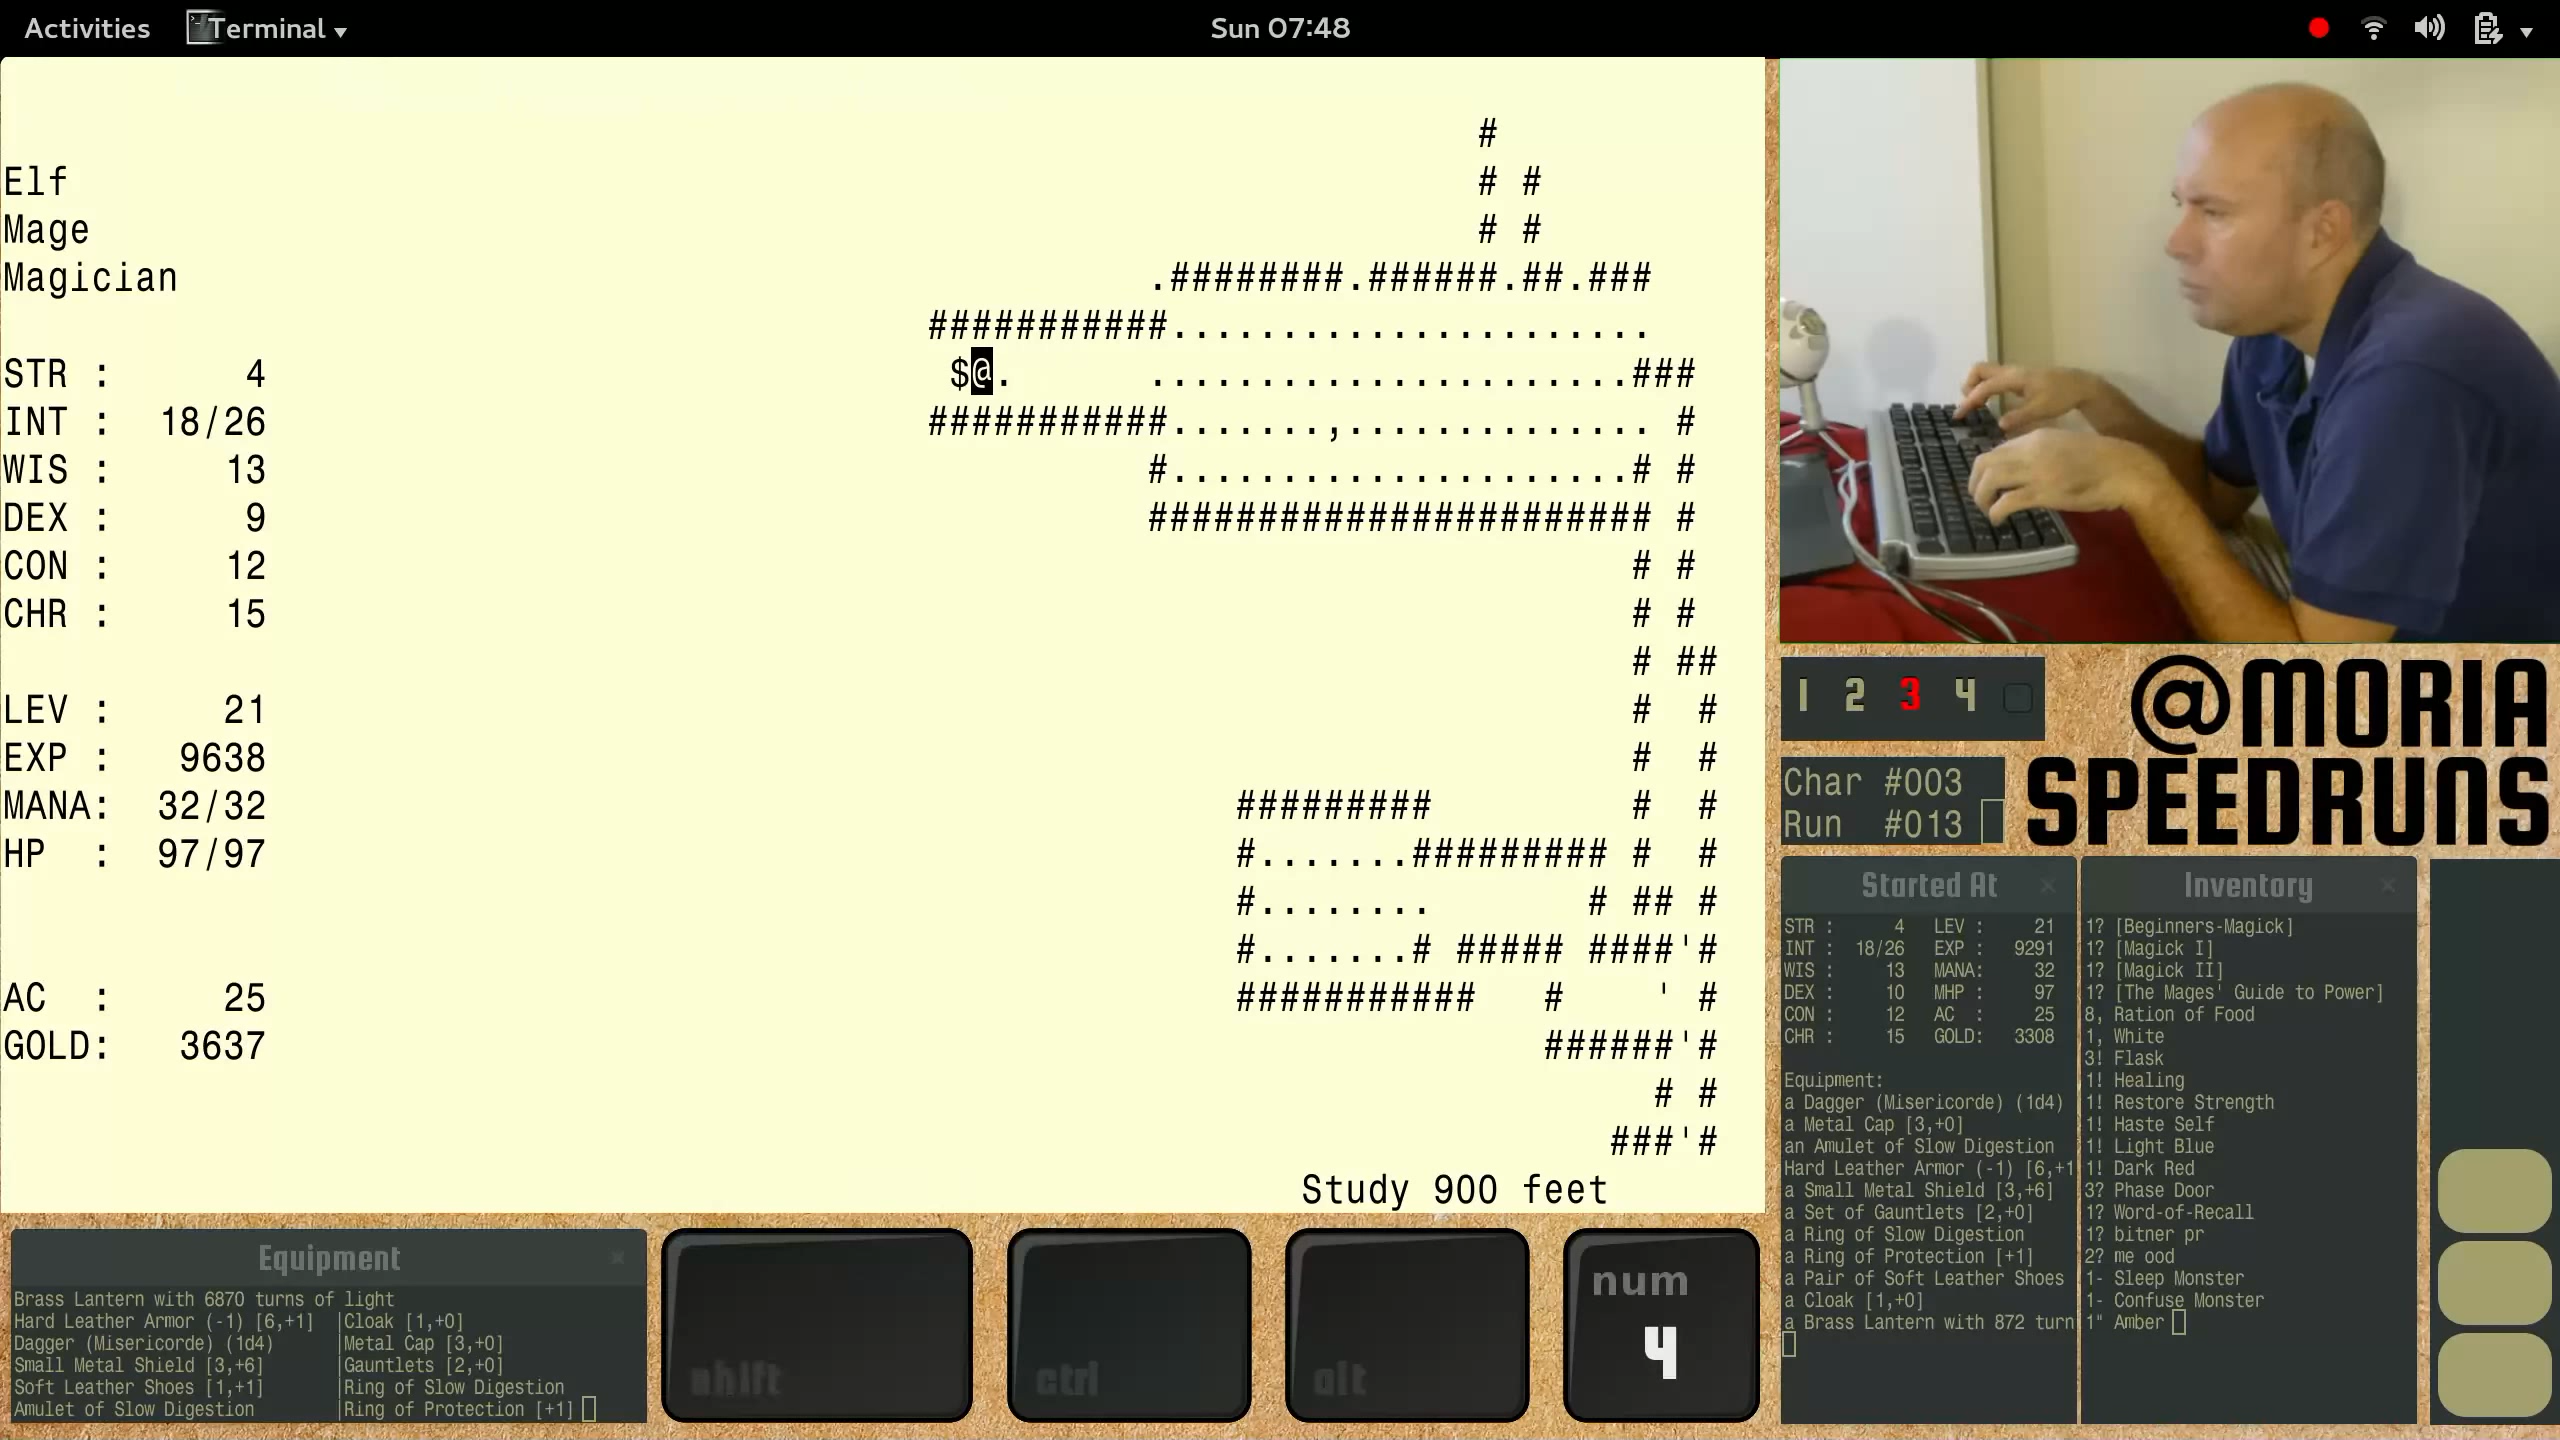 Activities Terminal Sun 07:48
#
Elf # #
Mage # #
Magician .########.######.##.###
###########......................
STR : 4 $@. ......................###
INT : 18/26 ###########.......,.............. #
WIS : 13 #.....................# #
DEX : 9 ####################### #
CON : 12 # #
CHR : 15 # #
# ##
LEV : 21 # #
EXP : 9638 # #
MANA: 32/32 ######### # #
HP : 97/97 #.......######### # #
#........ # ## #
#.......# ##### ####'#
AC : 25 ########### # ' #
GOLD: 3637 ######'#
# #
###'#
Study 900 feet
1 2 3 4
@MORIA
SPEEDRUNS
Char #003
Run #013
Started At
STR : 4 LEV : 21
INT : 18/26 EXP : 9291
WIS : 13 MANA: 32
DEX : 10 MHP : 97
CON : 12 AC : 25
CHR : 15 GOLD: 3308
Equipment:
a Dagger (Misericorde) (1d4)
a Metal Cap [3,+0]
an Amulet of Slow Digestion
Hard Leather Armor (-1) [6,+1
a Small Metal Shield [3,+6]
a Set of Gauntlets [2,+0]
a Ring of Slow Digestion
a Ring of Protection [+1]
a Pair of Soft Leather Shoes
a Cloak [1,+0]
a Brass Lantern with 872 turn
Inventory
1? [Beginners-Magick]
1? [Magick I]
1? [Magick II]
1? [The Mages' Guide to Power]
8, Ration of Food
1, White
3! Flask
1! Healing
1! Restore Strength
1! Haste Self
1! Light Blue
1! Dark Red
3? Phase Door
1? Word-of-Recall
1? bitner pr
2? me ood
1- Sleep Monster
1- Confuse Monster
1" Amber
Equipment
Brass Lantern with 6870 turns of light
Hard Leather Armor (-1) [6,+1] |Cloak [1,+0]
Dagger (Misericorde) (1d4) |Metal Cap [3,+0]
Small Metal Shield [3,+6] |Gauntlets [2,+0]
Soft Leather Shoes [1,+1] |Ring of Slow Digestion
Amulet of Slow Digestion |Ring of Protection [+1]
shift
ctrl
alt
num
4